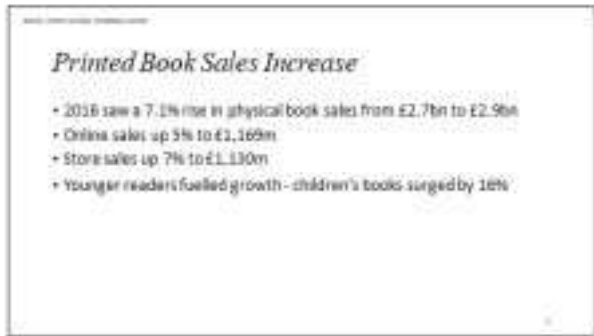 Printed Book Sales Increase
• 2016 saw a 7.1% rise in physical book sales from £2.7bn to £2.9bn
• Online sales up 5% to £1,169m
• Store sales up 7% to £1,130m
• Younger readers fuelled growth - children's books surged by 16%